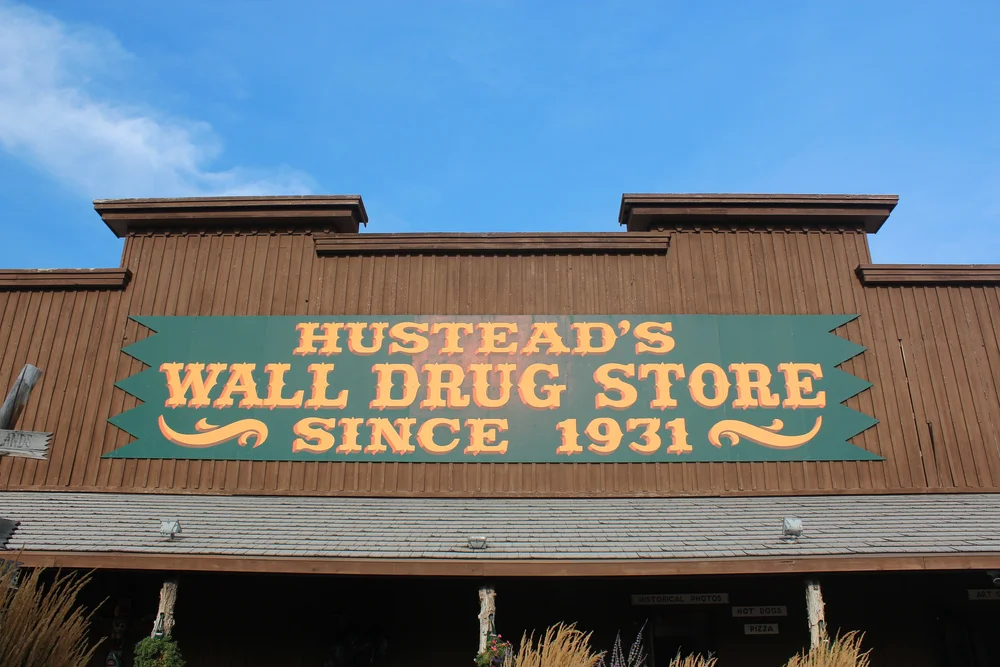 HUSTEAD'S
WALL DRUG STORE
SINCE 1931
HISTORICAL PHOTOS
HOT DOGS
PIZZA